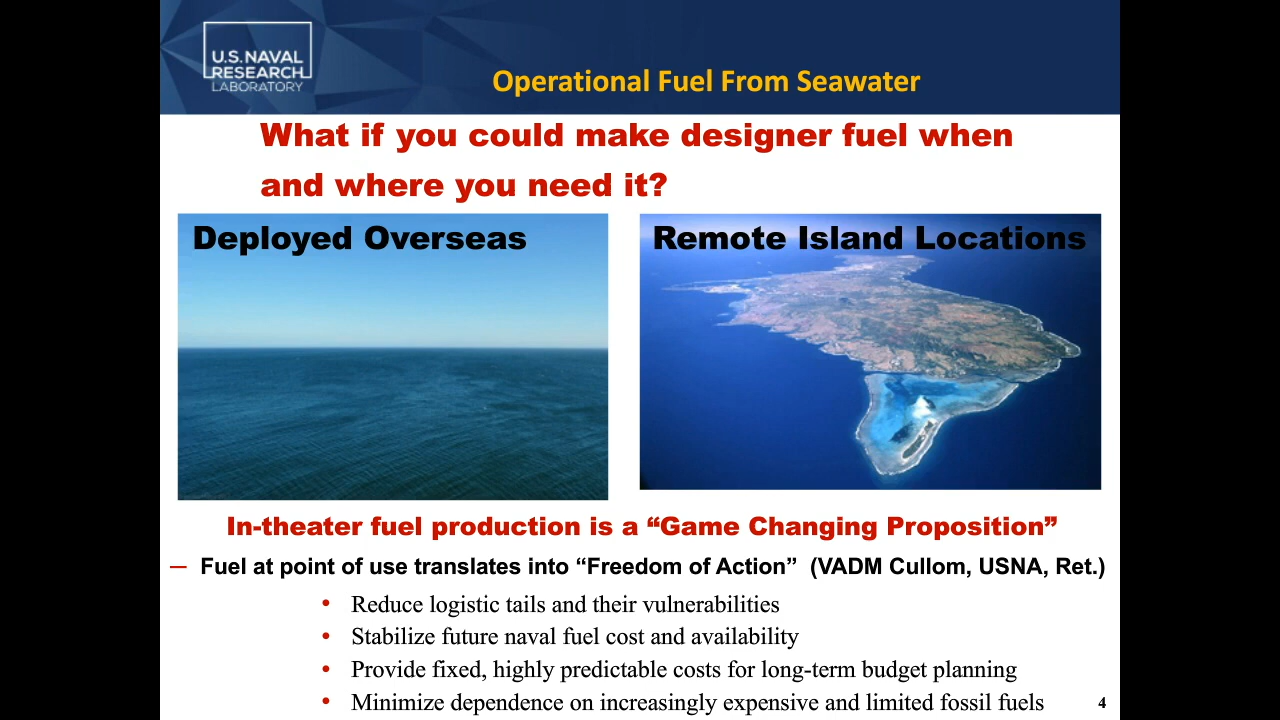 U.S. NAVAL
RESEARCH
LABORATORY
Operational Fuel From Seawater
What if you could make designer fuel when
and where you need it?
Deployed Overseas
Remote Island Locations
In-theater fuel production is a “Game Changing Proposition”
— Fuel at point of use translates into “Freedom of Action” (VADM Cullom, USNA, Ret.)
• Reduce logistic tails and their vulnerabilities
• Stabilize future naval fuel cost and availability
• Provide fixed, highly predictable costs for long-term budget planning
• Minimize dependence on increasingly expensive and limited fossil fuels
4